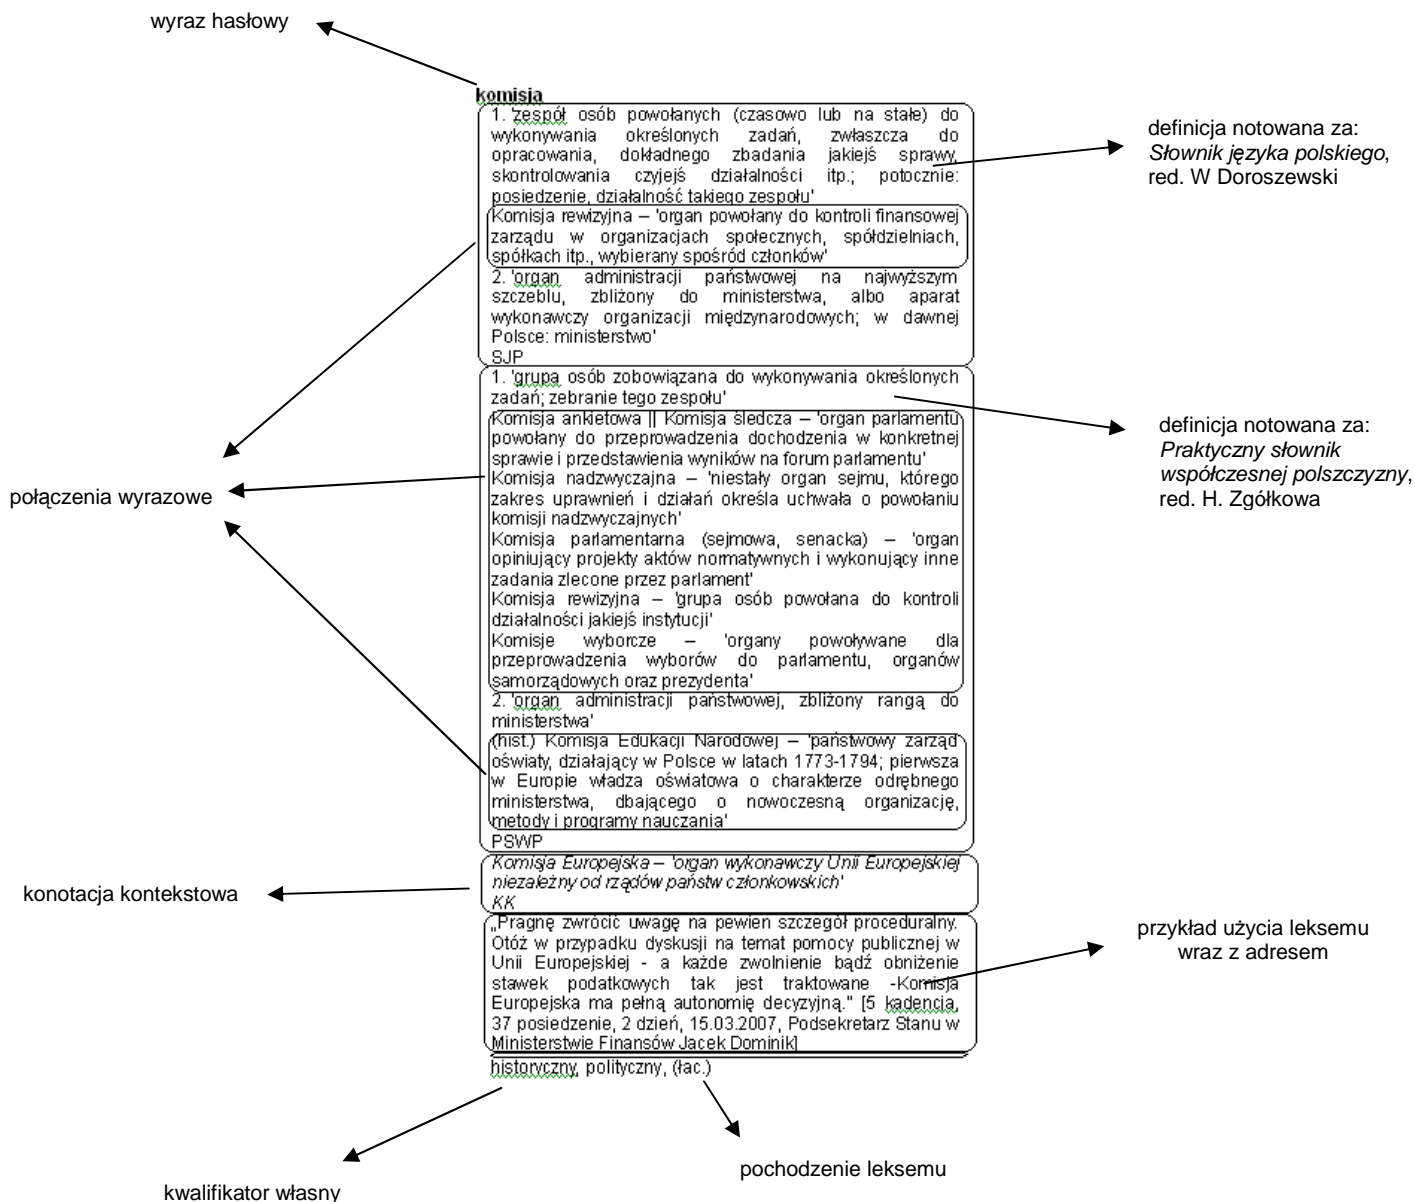 wyraz hasłowy
komisja
1. 'zespół osób powołanych (czasowo lub na stałe) do
wykonywania określonych zadań, zwłaszcza do
opracowania, dokładnego zbadania jakiejś sprawy,
skontrolowania czyjejś działalności itp.; potocznie:
posiedzenie, działalność takiego zespołu'
Komisja rewizyjna – 'organ powołany do kontroli finansowej
zarządu w organizacjach społecznych, spółdzielniach,
spółkach itp., wybierany spośród członków'
2. 'organ administracji państwowej na najwyższym
szczeblu, zbliżony do ministerstwa, albo aparat
wykonawczy organizacji międzynarodowych; w dawnej
Polsce: ministerstwo'
SJP
definicja notowana za:
Słownik języka polskiego,
red. W Doroszewski
1. 'grupa osób zobowiązana do wykonywania określonych
zadań; zebranie tego zespołu'
Komisja ankietowa || Komisja śledcza – 'organ parlamentu
powołany do przeprowadzenia dochodzenia w konkretnej
sprawie i przedstawienia wyników na forum parlamentu'
Komisja nadzwyczajna – 'niestały organ sejmu, którego
zakres uprawnień i działań określa uchwała o powołaniu
komisji nadzwyczajnych'
Komisja parlamentarna (sejmowa, senacka) – 'organ
opiniujący projekty aktów normatywnych i wykonujący inne
zadania zlecone przez parlament'
Komisja rewizyjna – 'grupa osób powołana do kontroli
działalności jakiejś instytucji'
Komisje wyborcze – 'organy powoływane dla
przeprowadzenia wyborów do parlamentu, organów
samorządowych oraz prezydenta'
2. 'organ administracji państwowej, zbliżony rangą do
ministerstwa'
(hist.) Komisja Edukacji Narodowej – 'państwowy zarząd
oświaty, działający w Polsce w latach 1773-1794; pierwsza
w Europie władza oświatowa o charakterze odrębnego
ministerstwa, dbającego o nowoczesną organizację,
metody i programy nauczania'
PSWP
definicja notowana za:
Praktyczny słownik
współczesnej polszczyzny,
red. H. Zgółkowa
połączenia wyrazowe
Komisja Europejska – 'organ wykonawczy Unii Europejskiej
niezależny od rządów państw członkowskich'
KK
konotacja kontekstowa
„Pragnę zwrócić uwagę na pewien szczegół proceduralny.
Otóż w przypadku dyskusji na temat pomocy publicznej w
Unii Europejskiej - a każde zwolnienie bądź obniżenie
stawek podatkowych tak jest traktowane -Komisja
Europejska ma pełną autonomię decyzyjną." [5 kadencja,
37 posiedzenie, 2 dzień, 15.03.2007, Podsekretarz Stanu w
Ministerstwie Finansów Jacek Dominik]
przykład użycia leksemu
wraz z adresem
historyczny, polityczny, (łac.)
pochodzenie leksemu
kwalifikator własny